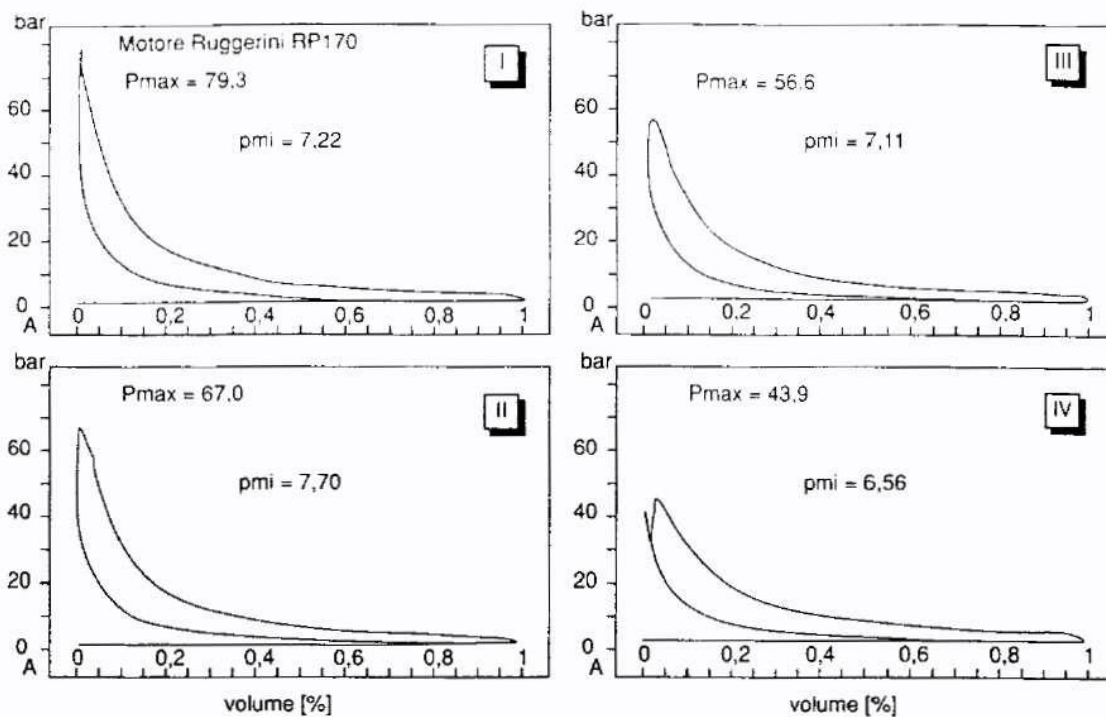 bar
Motore Ruggerini RP170
I
Pmax = 79,3
60
pmi = 7,22
40
20
0
A
0 0,2 0,4 0,6 0,8 1
bar
III
Pmax = 56,6
60
pmi = 7,11
40
20
0
A
0 0,2 0,4 0,6 0,8 1
bar
Pmax = 67,0
II
60
pmi = 7,70
40
20
0
A
0 0,2 0,4 0,6 0,8 1
volume [%]
bar
Pmax = 43,9
IV
60
pmi = 6,56
40
20
0
A
0 0,2 0,4 0,6 0,8 1
volume [%]